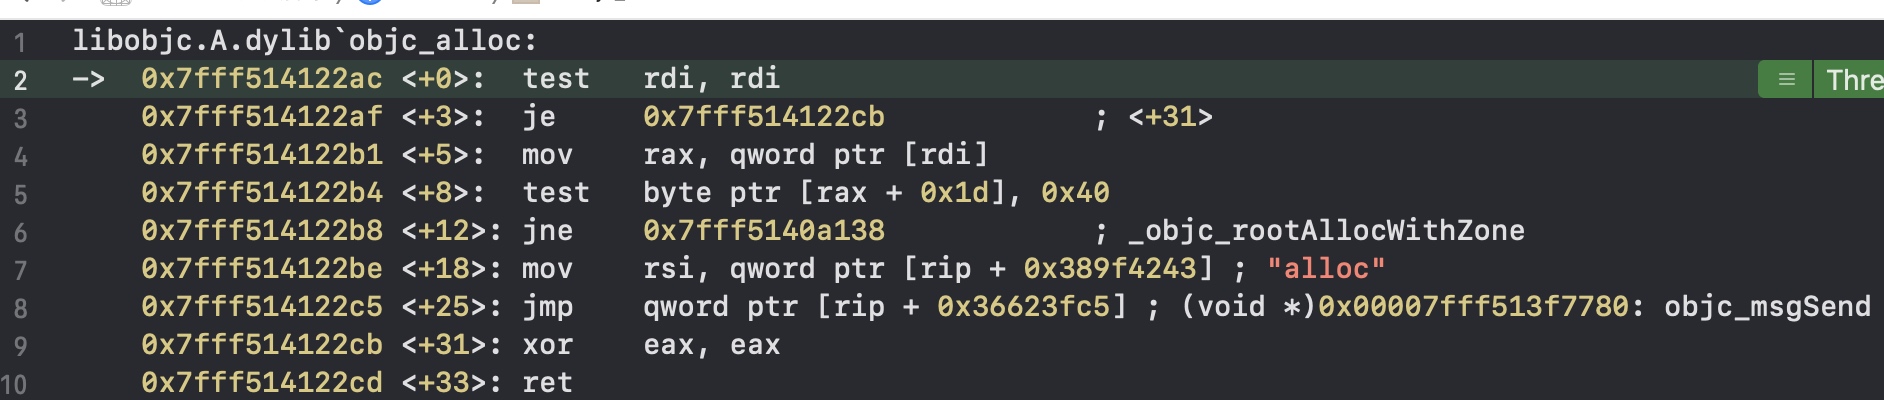 1 libobjc.A.dylib`objc_alloc:
2 -> 0x7fff514122ac <+0>: test rdi, rdi Thre
3 0x7fff514122af <+3>: je 0x7fff514122cb ; <+31>
4 0x7fff514122b1 <+5>: mov rax, qword ptr [rdi]
5 0x7fff514122b4 <+8>: test byte ptr [rax + 0x1d], 0x40
6 0x7fff514122b8 <+12>: jne 0x7fff5140a138 ; _objc_rootAllocWithZone
7 0x7fff514122be <+18>: mov rsi, qword ptr [rip + 0x389f4243] ; "alloc"
8 0x7fff514122c5 <+25>: jmp qword ptr [rip + 0x36623fc5] ; (void *)0x00007fff513f7780: objc_msgSend
9 0x7fff514122cb <+31>: xor eax, eax
10 0x7fff514122cd <+33>: ret